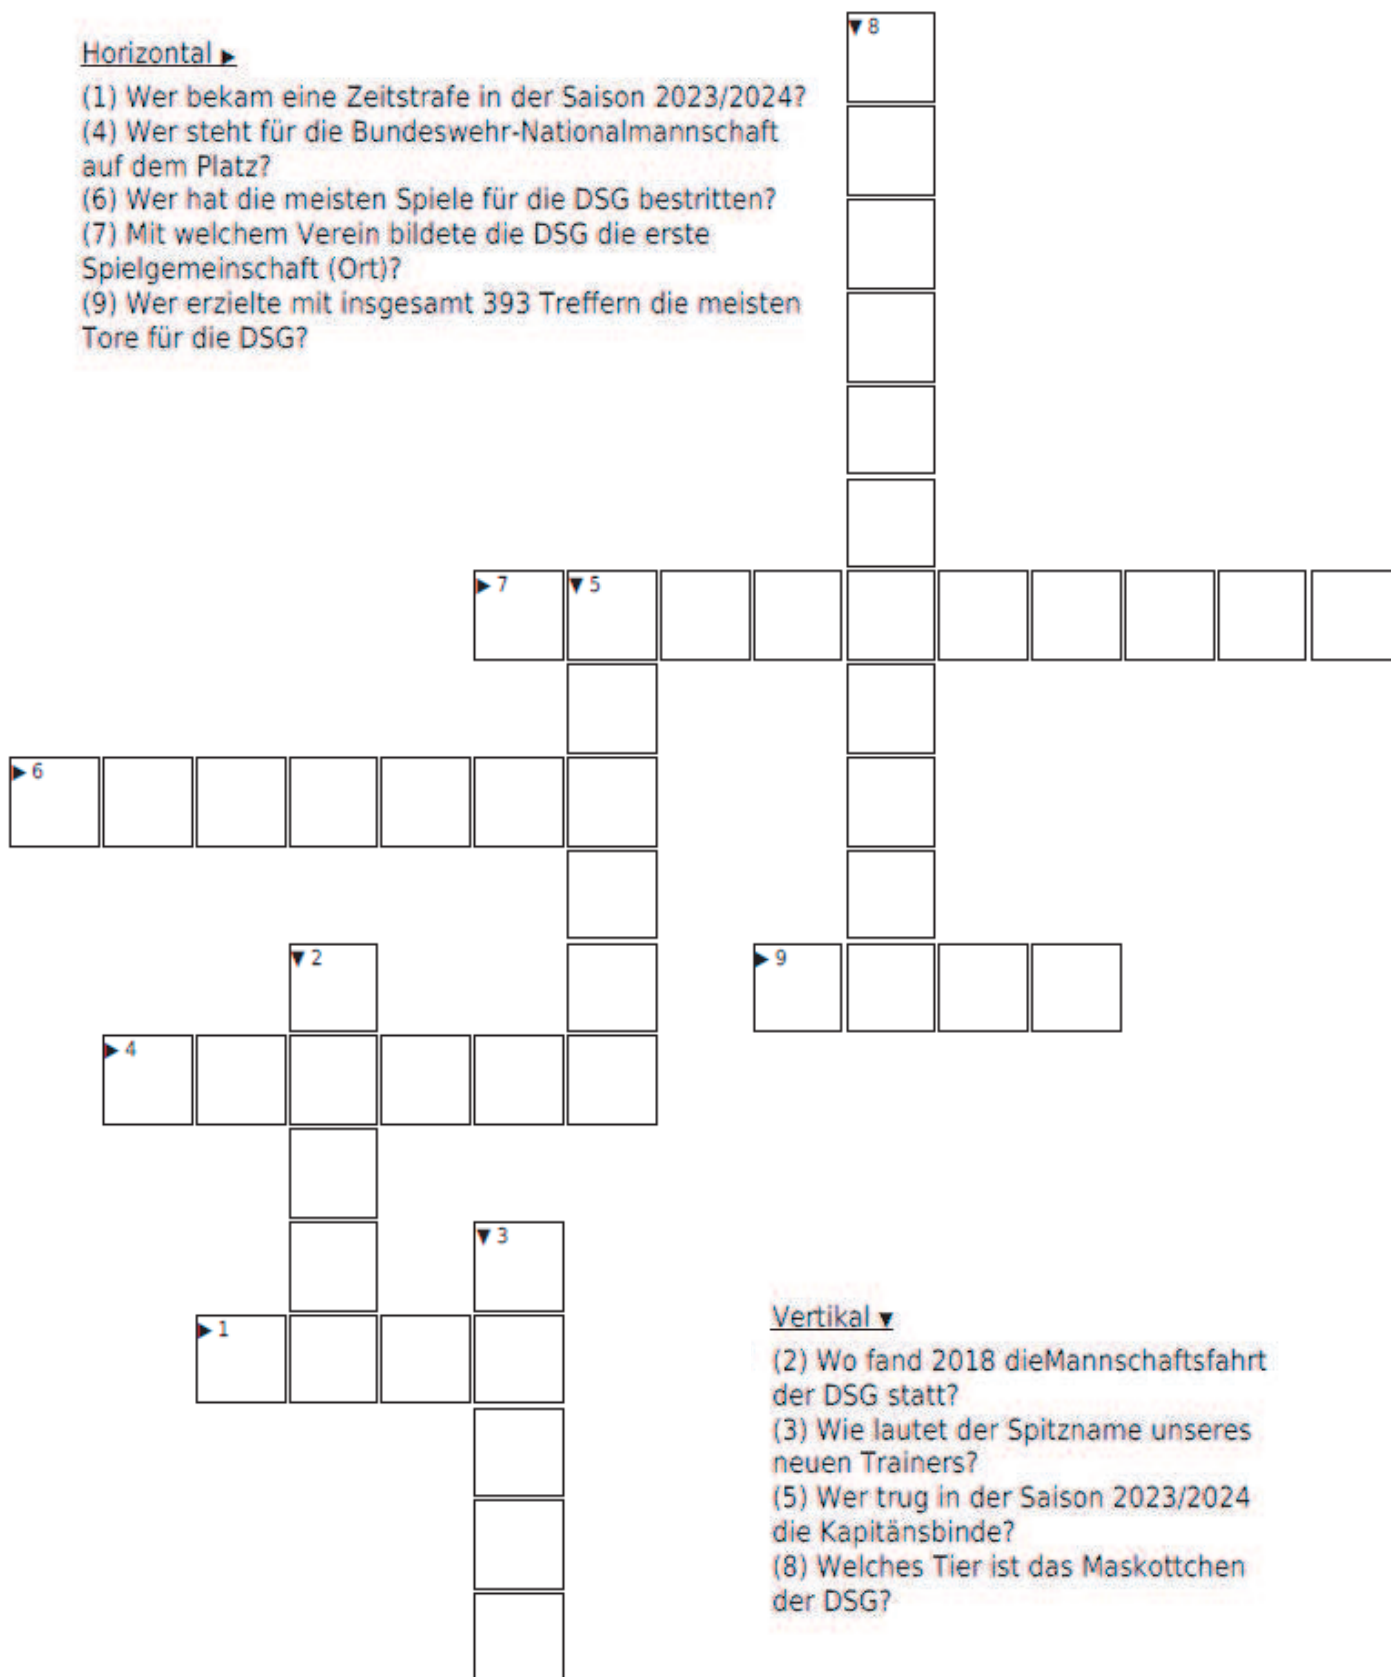 ▼ 8
Horizontal ▶
(1) Wer bekam eine Zeitstrafe in der Saison 2023/2024?
(4) Wer steht für die Bundeswehr-Nationalmannschaft
auf dem Platz?
(6) Wer hat die meisten Spiele für die DSG bestritten?
(7) Mit welchem Verein bildete die DSG die erste
Spielgemeinschaft (Ort)?
(9) Wer erzielte mit insgesamt 393 Treffern die meisten
Tore für die DSG?
▶ 7 ▼ 5
▶ 6
▼ 2 ▶ 9
▶ 4
▼ 3
▶ 1
Vertikal ▼
(2) Wo fand 2018 dieMannschaftsfahrt
der DSG statt?
(3) Wie lautet der Spitzname unseres
neuen Trainers?
(5) Wer trug in der Saison 2023/2024
die Kapitänsbinde?
(8) Welches Tier ist das Maskottchen
der DSG?